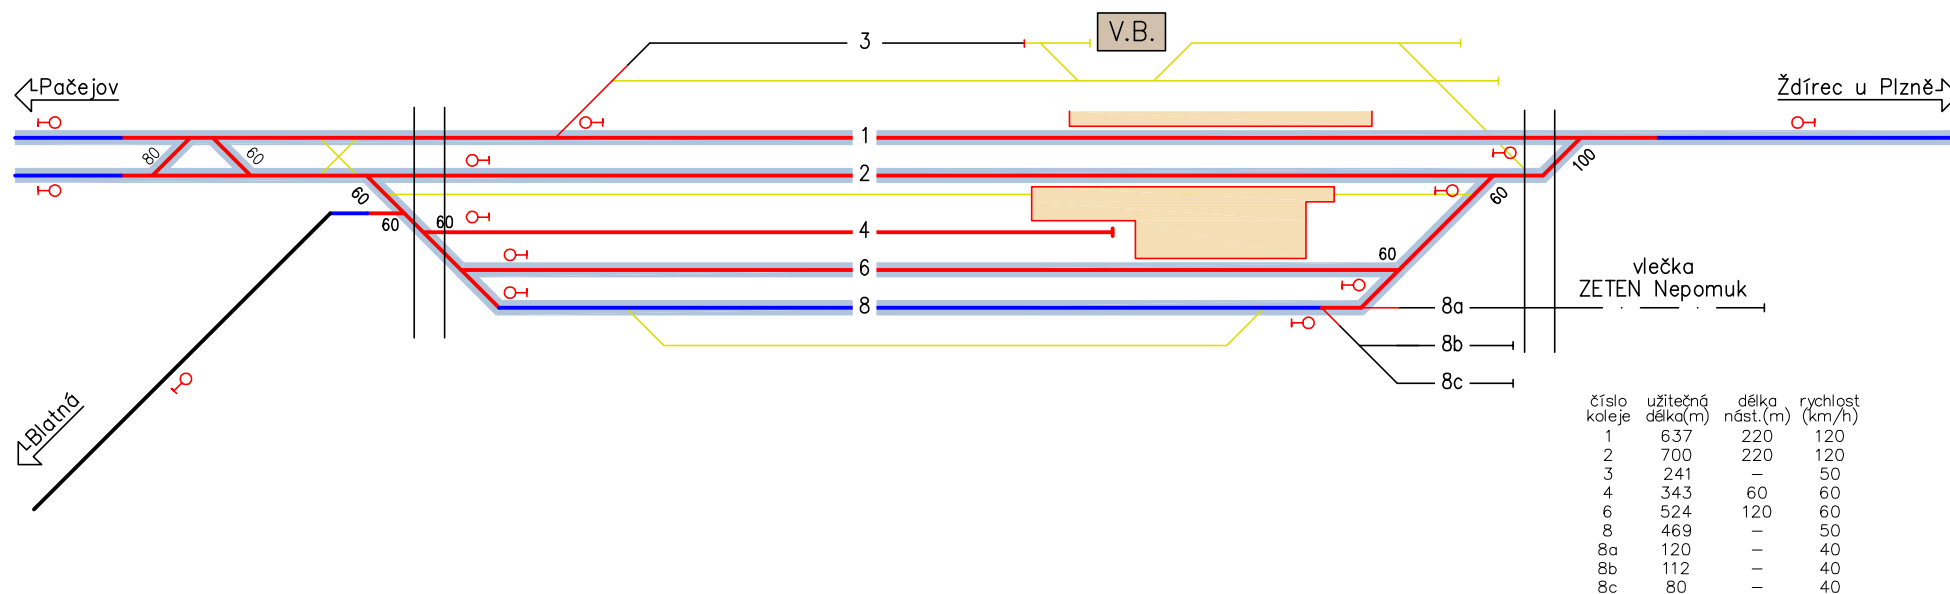 V.B.
3
Pačejov
Ždírec u Plzně
1
80
60
100
2
60
60
60
60
4
60
6
vlečka
ZETEN Nepomuk
8
8a
8b
8c
Blatná
číslo užitečná délka rychlost
koleje délka(m) nást.(m) (km/h)
1 637 220 120
2 700 220 120
3 241 – 50
4 343 60 60
6 524 120 60
8 469 – 50
8a 120 – 40
8b 112 – 40
8c 80 – 40